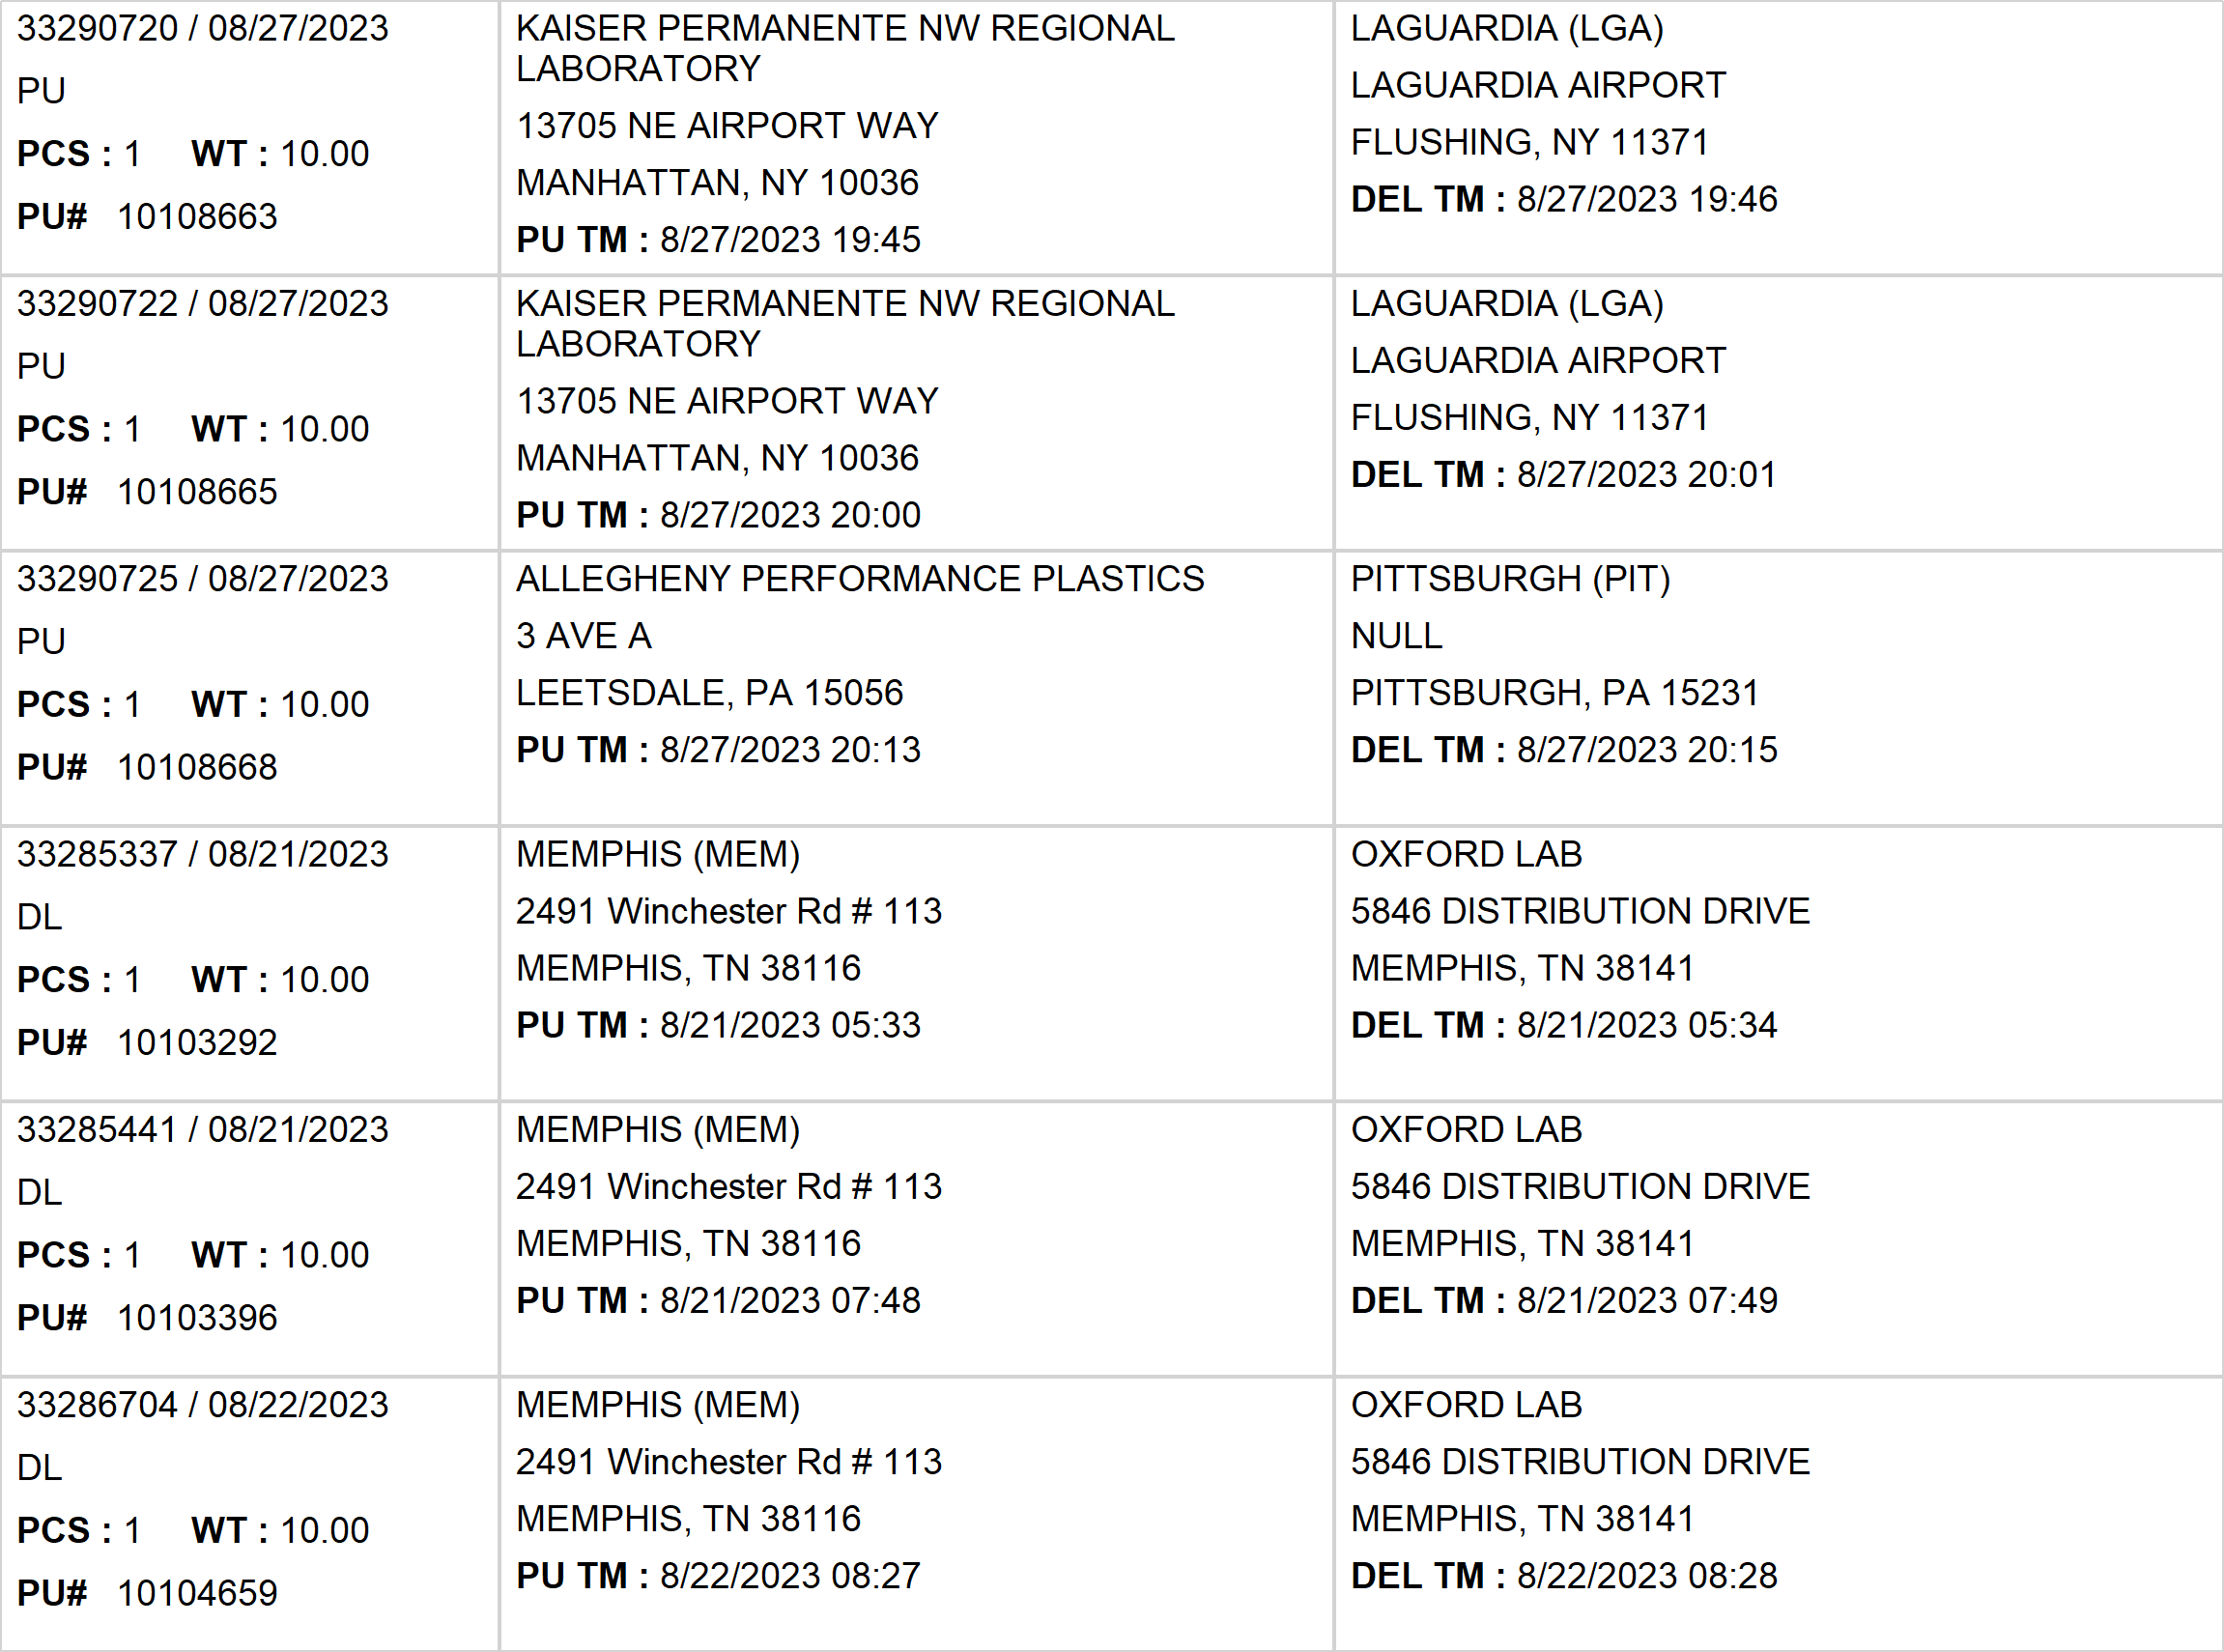 33290720 / 08/27/2023
PU
PCS : 1 WT : 10.00
PU# 10108663
KAISER PERMANENTE NW REGIONAL
LABORATORY
13705 NE AIRPORT WAY
MANHATTAN, NY 10036
PU TM : 8/27/2023 19:45
LAGUARDIA (LGA)
LAGUARDIA AIRPORT
FLUSHING, NY 11371
DEL TM : 8/27/2023 19:46
33290722 / 08/27/2023
PU
PCS : 1 WT : 10.00
PU# 10108665
KAISER PERMANENTE NW REGIONAL
LABORATORY
13705 NE AIRPORT WAY
MANHATTAN, NY 10036
PU TM : 8/27/2023 20:00
LAGUARDIA (LGA)
LAGUARDIA AIRPORT
FLUSHING, NY 11371
DEL TM : 8/27/2023 20:01
33290725 / 08/27/2023
PU
PCS : 1 WT : 10.00
PU# 10108668
ALLEGHENY PERFORMANCE PLASTICS
3 AVE A
LEETSDALE, PA 15056
PU TM : 8/27/2023 20:13
PITTSBURGH (PIT)
NULL
PITTSBURGH, PA 15231
DEL TM : 8/27/2023 20:15
33285337 / 08/21/2023
DL
PCS : 1 WT : 10.00
PU# 10103292
MEMPHIS (MEM)
2491 Winchester Rd # 113
MEMPHIS, TN 38116
PU TM : 8/21/2023 05:33
OXFORD LAB
5846 DISTRIBUTION DRIVE
MEMPHIS, TN 38141
DEL TM : 8/21/2023 05:34
33285441 / 08/21/2023
DL
PCS : 1 WT : 10.00
PU# 10103396
MEMPHIS (MEM)
2491 Winchester Rd # 113
MEMPHIS, TN 38116
PU TM : 8/21/2023 07:48
OXFORD LAB
5846 DISTRIBUTION DRIVE
MEMPHIS, TN 38141
DEL TM : 8/21/2023 07:49
33286704 / 08/22/2023
DL
PCS : 1 WT : 10.00
PU# 10104659
MEMPHIS (MEM)
2491 Winchester Rd # 113
MEMPHIS, TN 38116
PU TM : 8/22/2023 08:27
OXFORD LAB
5846 DISTRIBUTION DRIVE
MEMPHIS, TN 38141
DEL TM : 8/22/2023 08:28